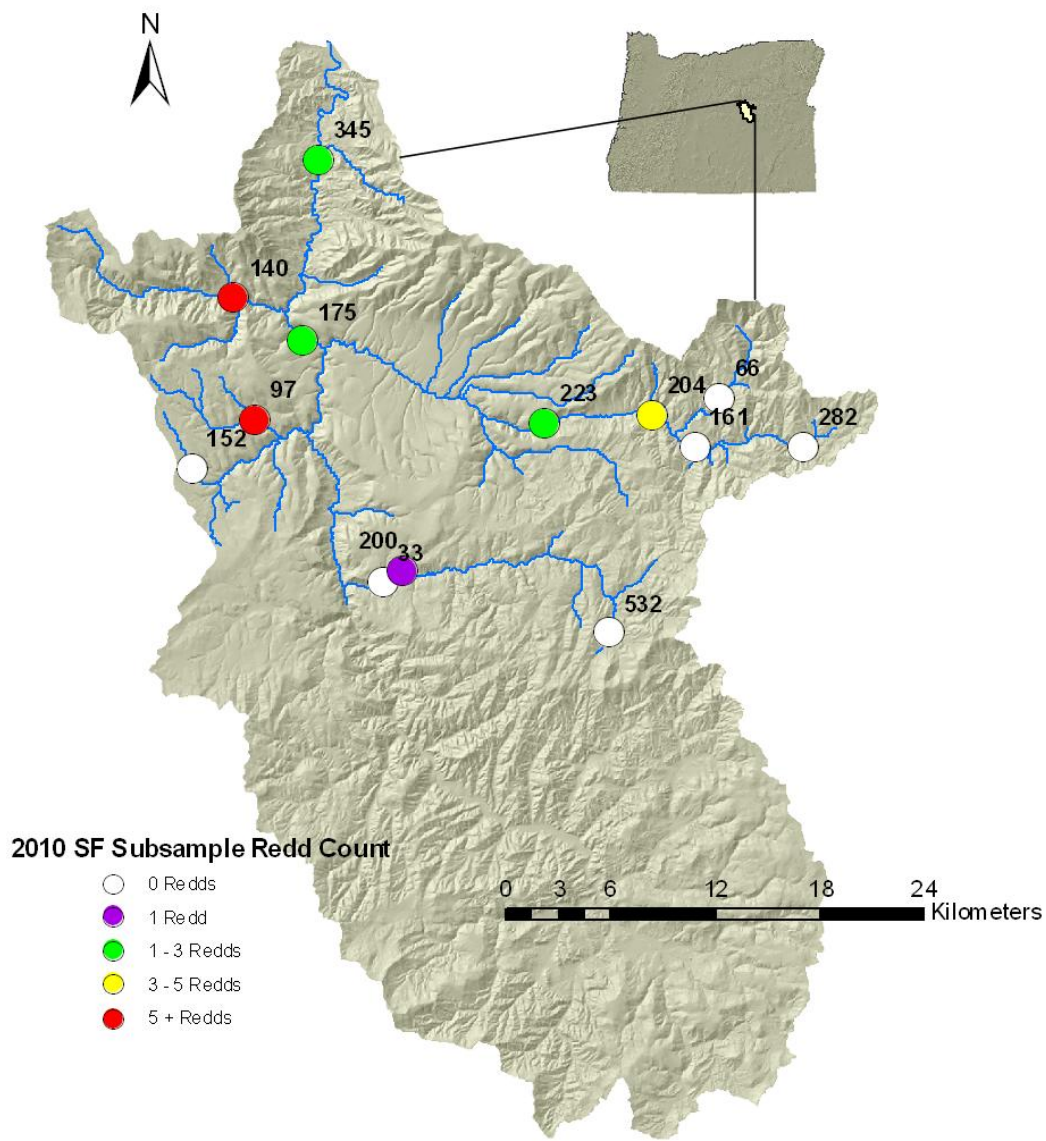 N
345
140
175
97
152
223
204
66
161
282
200
33
532
2010 SF Subsample Redd Count
0 Redds
1 Redd
1 - 3 Redds
3 - 5 Redds
5 + Redds
0 3 6 12 18 24
Kilometers